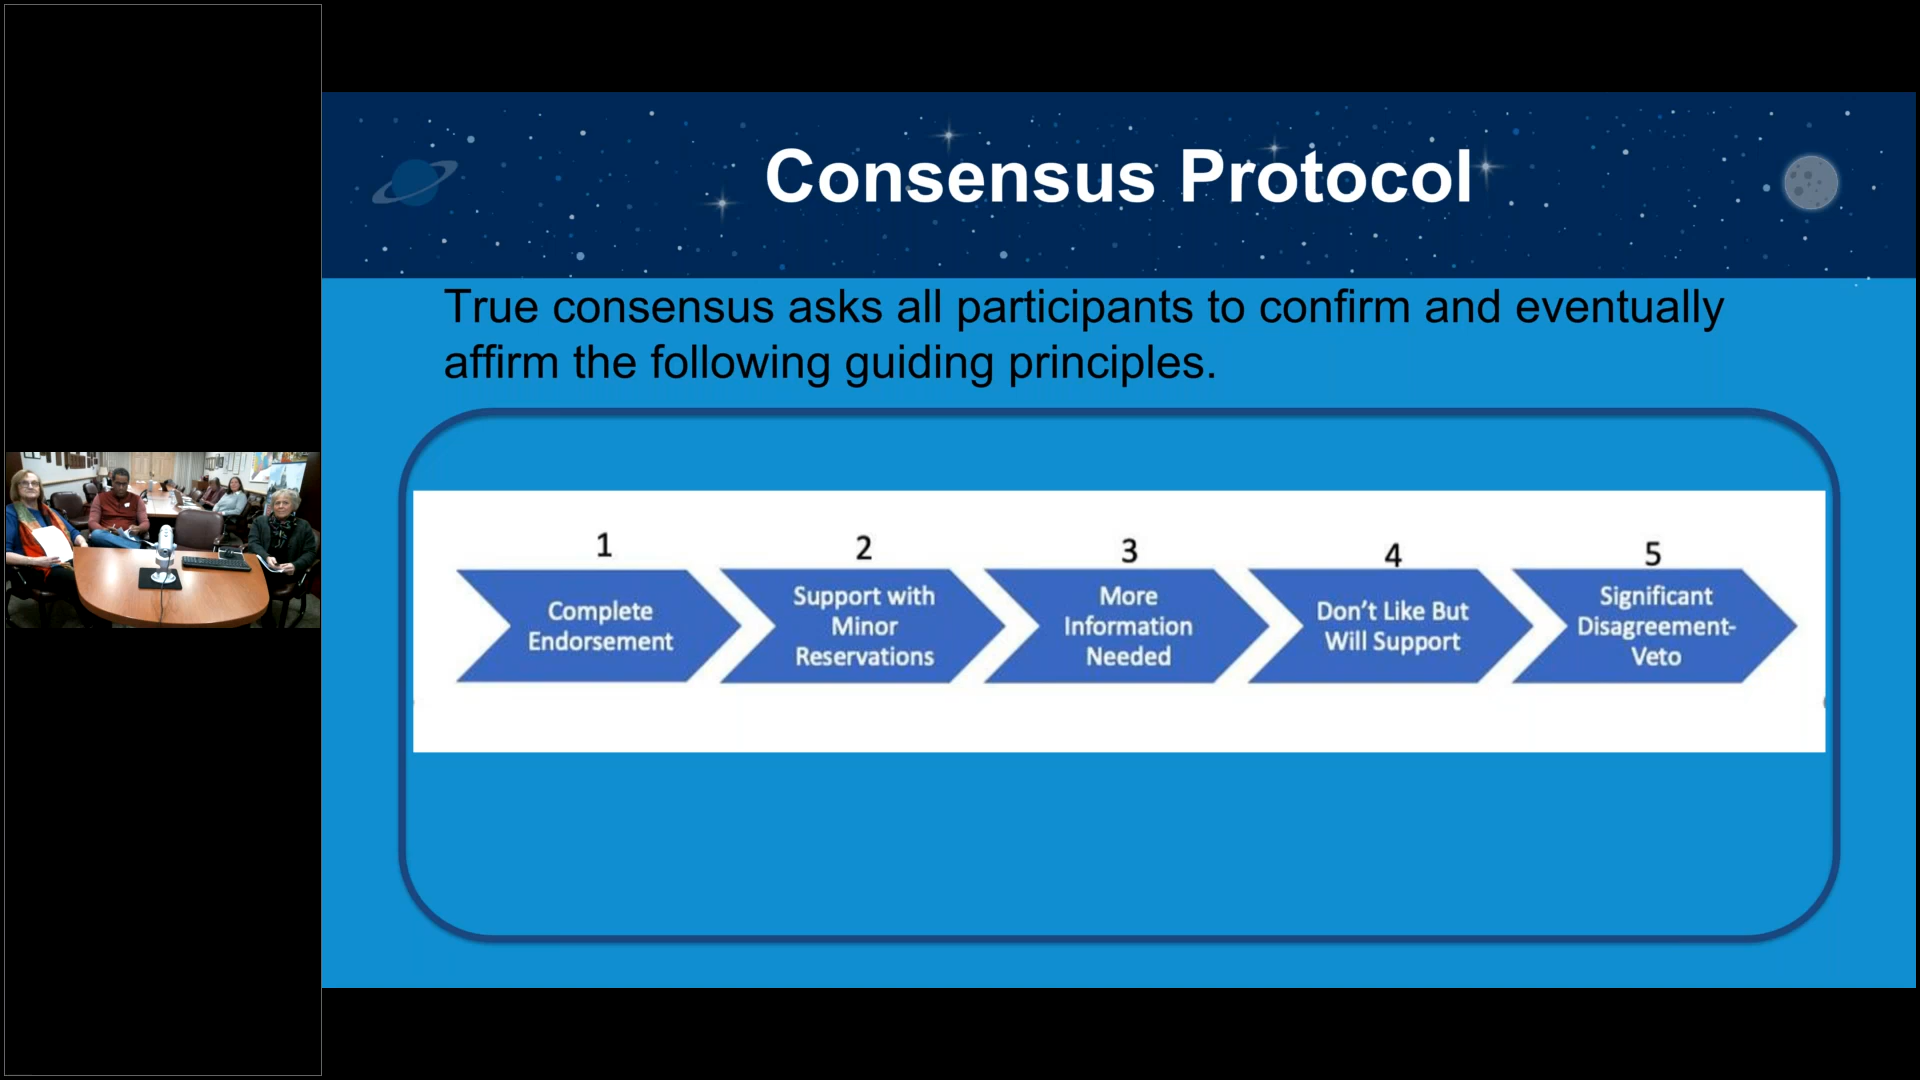 Consensus Protocol
True consensus asks all participants to confirm and eventually
affirm the following guiding principles.
1
Complete
Endorsement
2
Support with
Minor
Reservations
3
More
Information
Needed
4
Don't Like But
Will Support
5
Significant
Disagreement-
Veto